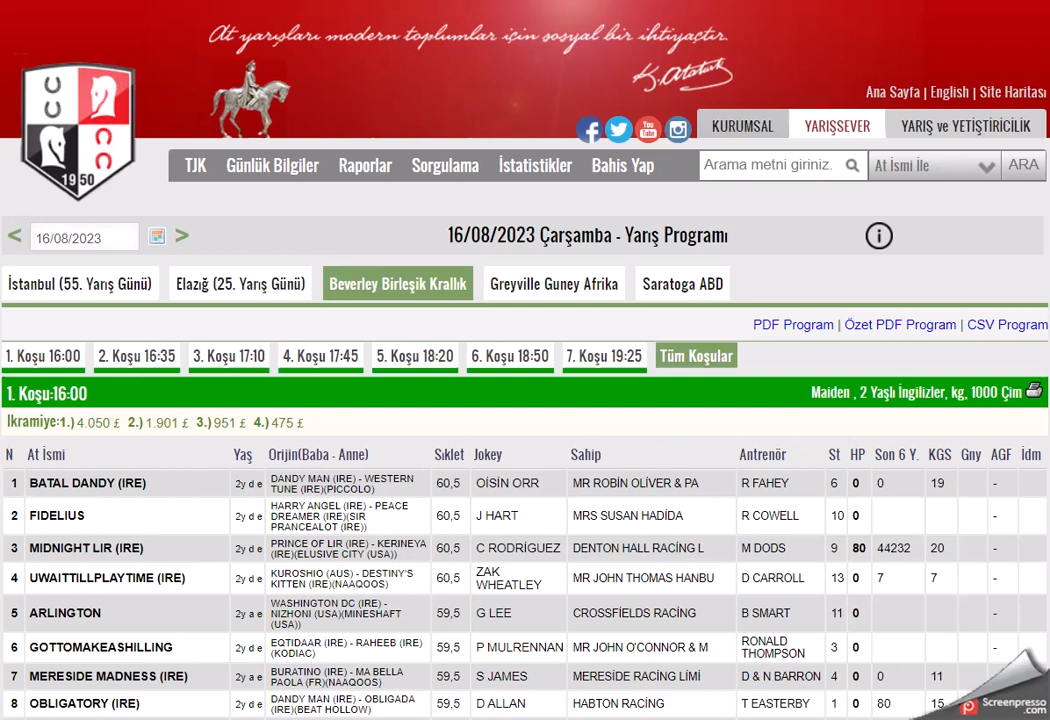 At yarışları modern toplumlar için sosyal bir ihtiyaçtır.
K. Atatürk
Ana Sayfa | English | Site Haritası
1950
KURUMSAL YARIŞSEVER YARIŞ ve YETİŞTİRİCİLİK
TJK Günlük Bilgiler Raporlar Sorgulama İstatistikler Bahis Yap Arama metni giriniz. At İsmi İle ARA
< 16/08/2023 > 16/08/2023 Çarşamba - Yarış Programı
İstanbul (55. Yarış Günü) Elazığ (25. Yarış Günü) Beverley Birleşik Krallık Greyville Guney Afrika Saratoga ABD
PDF Program | Özet PDF Program | CSV Program
1. Koşu 16:00 2. Koşu 16:35 3. Koşu 17:10 4. Koşu 17:45 5. Koşu 18:20 6. Koşu 18:50 7. Koşu 19:25 Tüm Koşular
1. Koşu:16:00 Maiden , 2 Yaşlı İngilizler, kg, 1000 Çim
İkramiye:1.) 4.050 £ 2.) 1.901 £ 3.) 951 £ 4.) 475 £
N At İsmi Yaş Orijin(Baba - Anne) Sıklet Jokey Sahip Antrenör St HP Son 6 Y. KGS Gny AGF İdm
1 BATAL DANDY (IRE) 2y d e DANDY MAN (IRE) - WESTERN TUNE (IRE)(PICCOLO) 60,5 OİSİN ORR MR ROBİN OLİVER & PA R FAHEY 6 0 0 19 -
2 FIDELIUS 2y d e HARRY ANGEL (IRE) - PEACE DREAMER (IRE)(SIR PRANCEALOT (IRE)) 60,5 J HART MRS SUSAN HADİDA R COWELL 10 0 -
3 MIDNIGHT LIR (IRE) 2y d e PRINCE OF LIR (IRE) - KERINEYA (IRE)(ELUSIVE CITY (USA)) 60,5 C RODRÍGUEZ DENTON HALL RACİNG L M DODS 9 80 44232 20 -
4 UWAITTILLPLAYTIME (IRE) 2y d e KUROSHIO (AUS) - DESTINY'S KITTEN (IRE)(NAAQOOS) 60,5 ZAK WHEATLEY MR JOHN THOMAS HANBU D CARROLL 13 0 7 7 -
5 ARLINGTON 2y a e WASHINGTON DC (IRE) - NIZHONI (USA)(MINESHAFT (USA)) 59,5 G LEE CROSSFİELDS RACİNG B SMART 11 0 -
6 GOTTOMAKEASHILLING 2y d e EQTIDAAR (IRE) - RAHEEB (IRE)(KODIAC) 59,5 P MULRENNAN MR JOHN O'CONNOR & M RONALD THOMPSON 3 0 -
7 MERESIDE MADNESS (IRE) 2y a e BURATINO (IRE) - MA BELLA PAOLA (FR)(NAAQOOS) 59,5 S JAMES MERESİDE RACİNG LİMİ D & N BARRON 4 0 0 11 -
8 OBLIGATORY (IRE) 2y d e DANDY MAN (IRE) - OBLIGADA (IRE)(BEAT HOLLOW) 59,5 D ALLAN HABTON RACİNG T EASTERBY 1 0 80 15 -
Screenpresso
.com